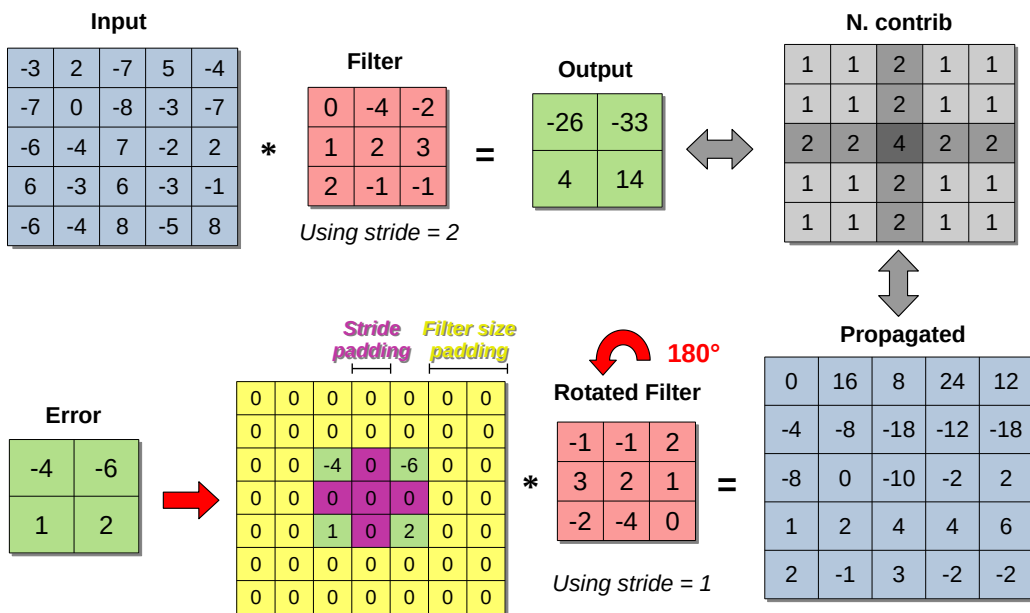 Input
-3 2 -7 5 -4
-7 0 -8 -3 -7
-6 -4 7 -2 2
6 -3 6 -3 -1
-6 -4 8 -5 8
*
Filter
0 -4 -2
1 2 3
2 -1 -1
Using stride = 2
=
Output
-26 -33
4 14
N. contrib
1 1 2 1 1
1 1 2 1 1
2 2 4 2 2
1 1 2 1 1
1 1 2 1 1
Error
-4 -6
1 2
Stride
padding
Filter size
padding
0 0 0 0 0 0 0
0 0 0 0 0 0 0
0 0 -4 0 -6 0 0
0 0 0 0 0 0 0
0 0 1 0 2 0 0
0 0 0 0 0 0 0
0 0 0 0 0 0 0
*
180°
Rotated Filter
-1 -1 2
3 2 1
-2 -4 0
Using stride = 1
=
Propagated
0 16 8 24 12
-4 -8 -18 -12 -18
-8 0 -10 -2 2
1 2 4 4 6
2 -1 3 -2 -2